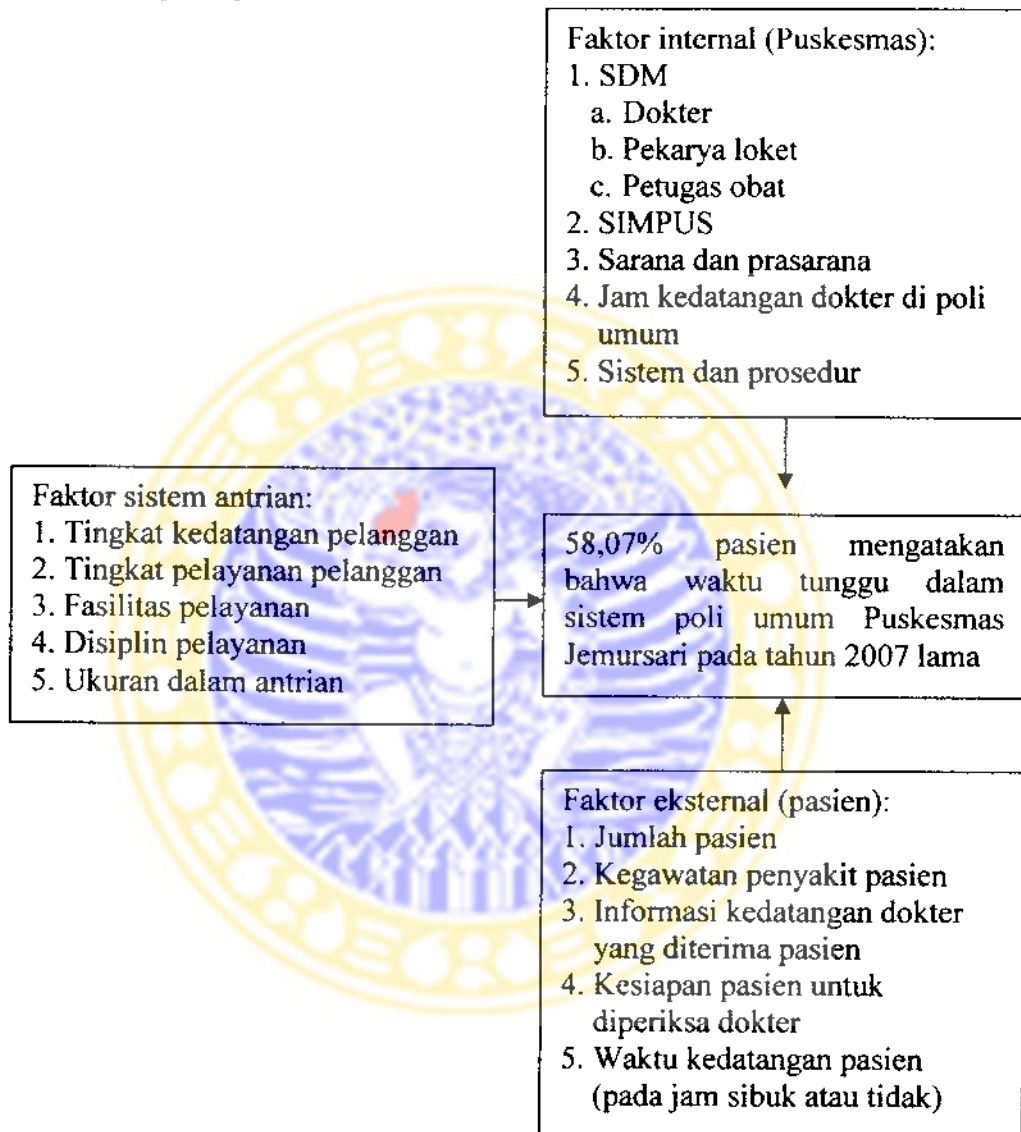 Faktor internal (Puskesmas):
1. SDM
a. Dokter
b. Pekarya loket
c. Petugas obat
2. SIMPUS
3. Sarana dan prasarana
4. Jam kedatangan dokter di poli
umum
5. Sistem dan prosedur
Faktor sistem antrian:
1. Tingkat kedatangan pelanggan
2. Tingkat pelayanan pelanggan
3. Fasilitas pelayanan
4. Disiplin pelayanan
5. Ukuran dalam antrian
58,07% pasien mengatakan
bahwa waktu tunggu dalam
sistem poli umum Puskesmas
Jemursari pada tahun 2007 lama
Faktor eksternal (pasien):
1. Jumlah pasien
2. Kegawatan penyakit pasien
3. Informasi kedatangan dokter
yang diterima pasien
4. Kesiapan pasien untuk
diperiksa dokter
5. Waktu kedatangan pasien
(pada jam sibuk atau tidak)